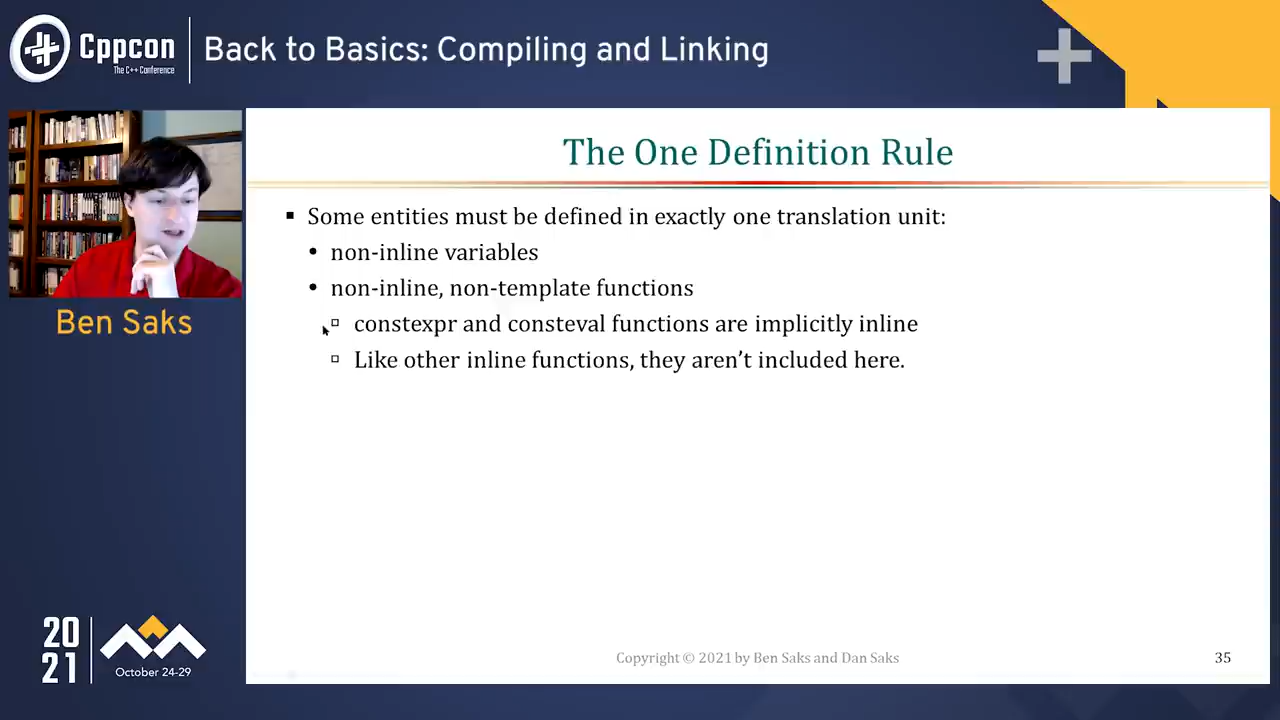 Cppcon
The C++ Conference
Back to Basics: Compiling and Linking
Ben Saks
The One Definition Rule
▪ Some entities must be defined in exactly one translation unit:
• non-inline variables
• non-inline, non-template functions
▫ constexpr and consteval functions are implicitly inline
▫ Like other inline functions, they aren’t included here.
20
21
October 24-29
Copyright © 2021 by Ben Saks and Dan Saks
35